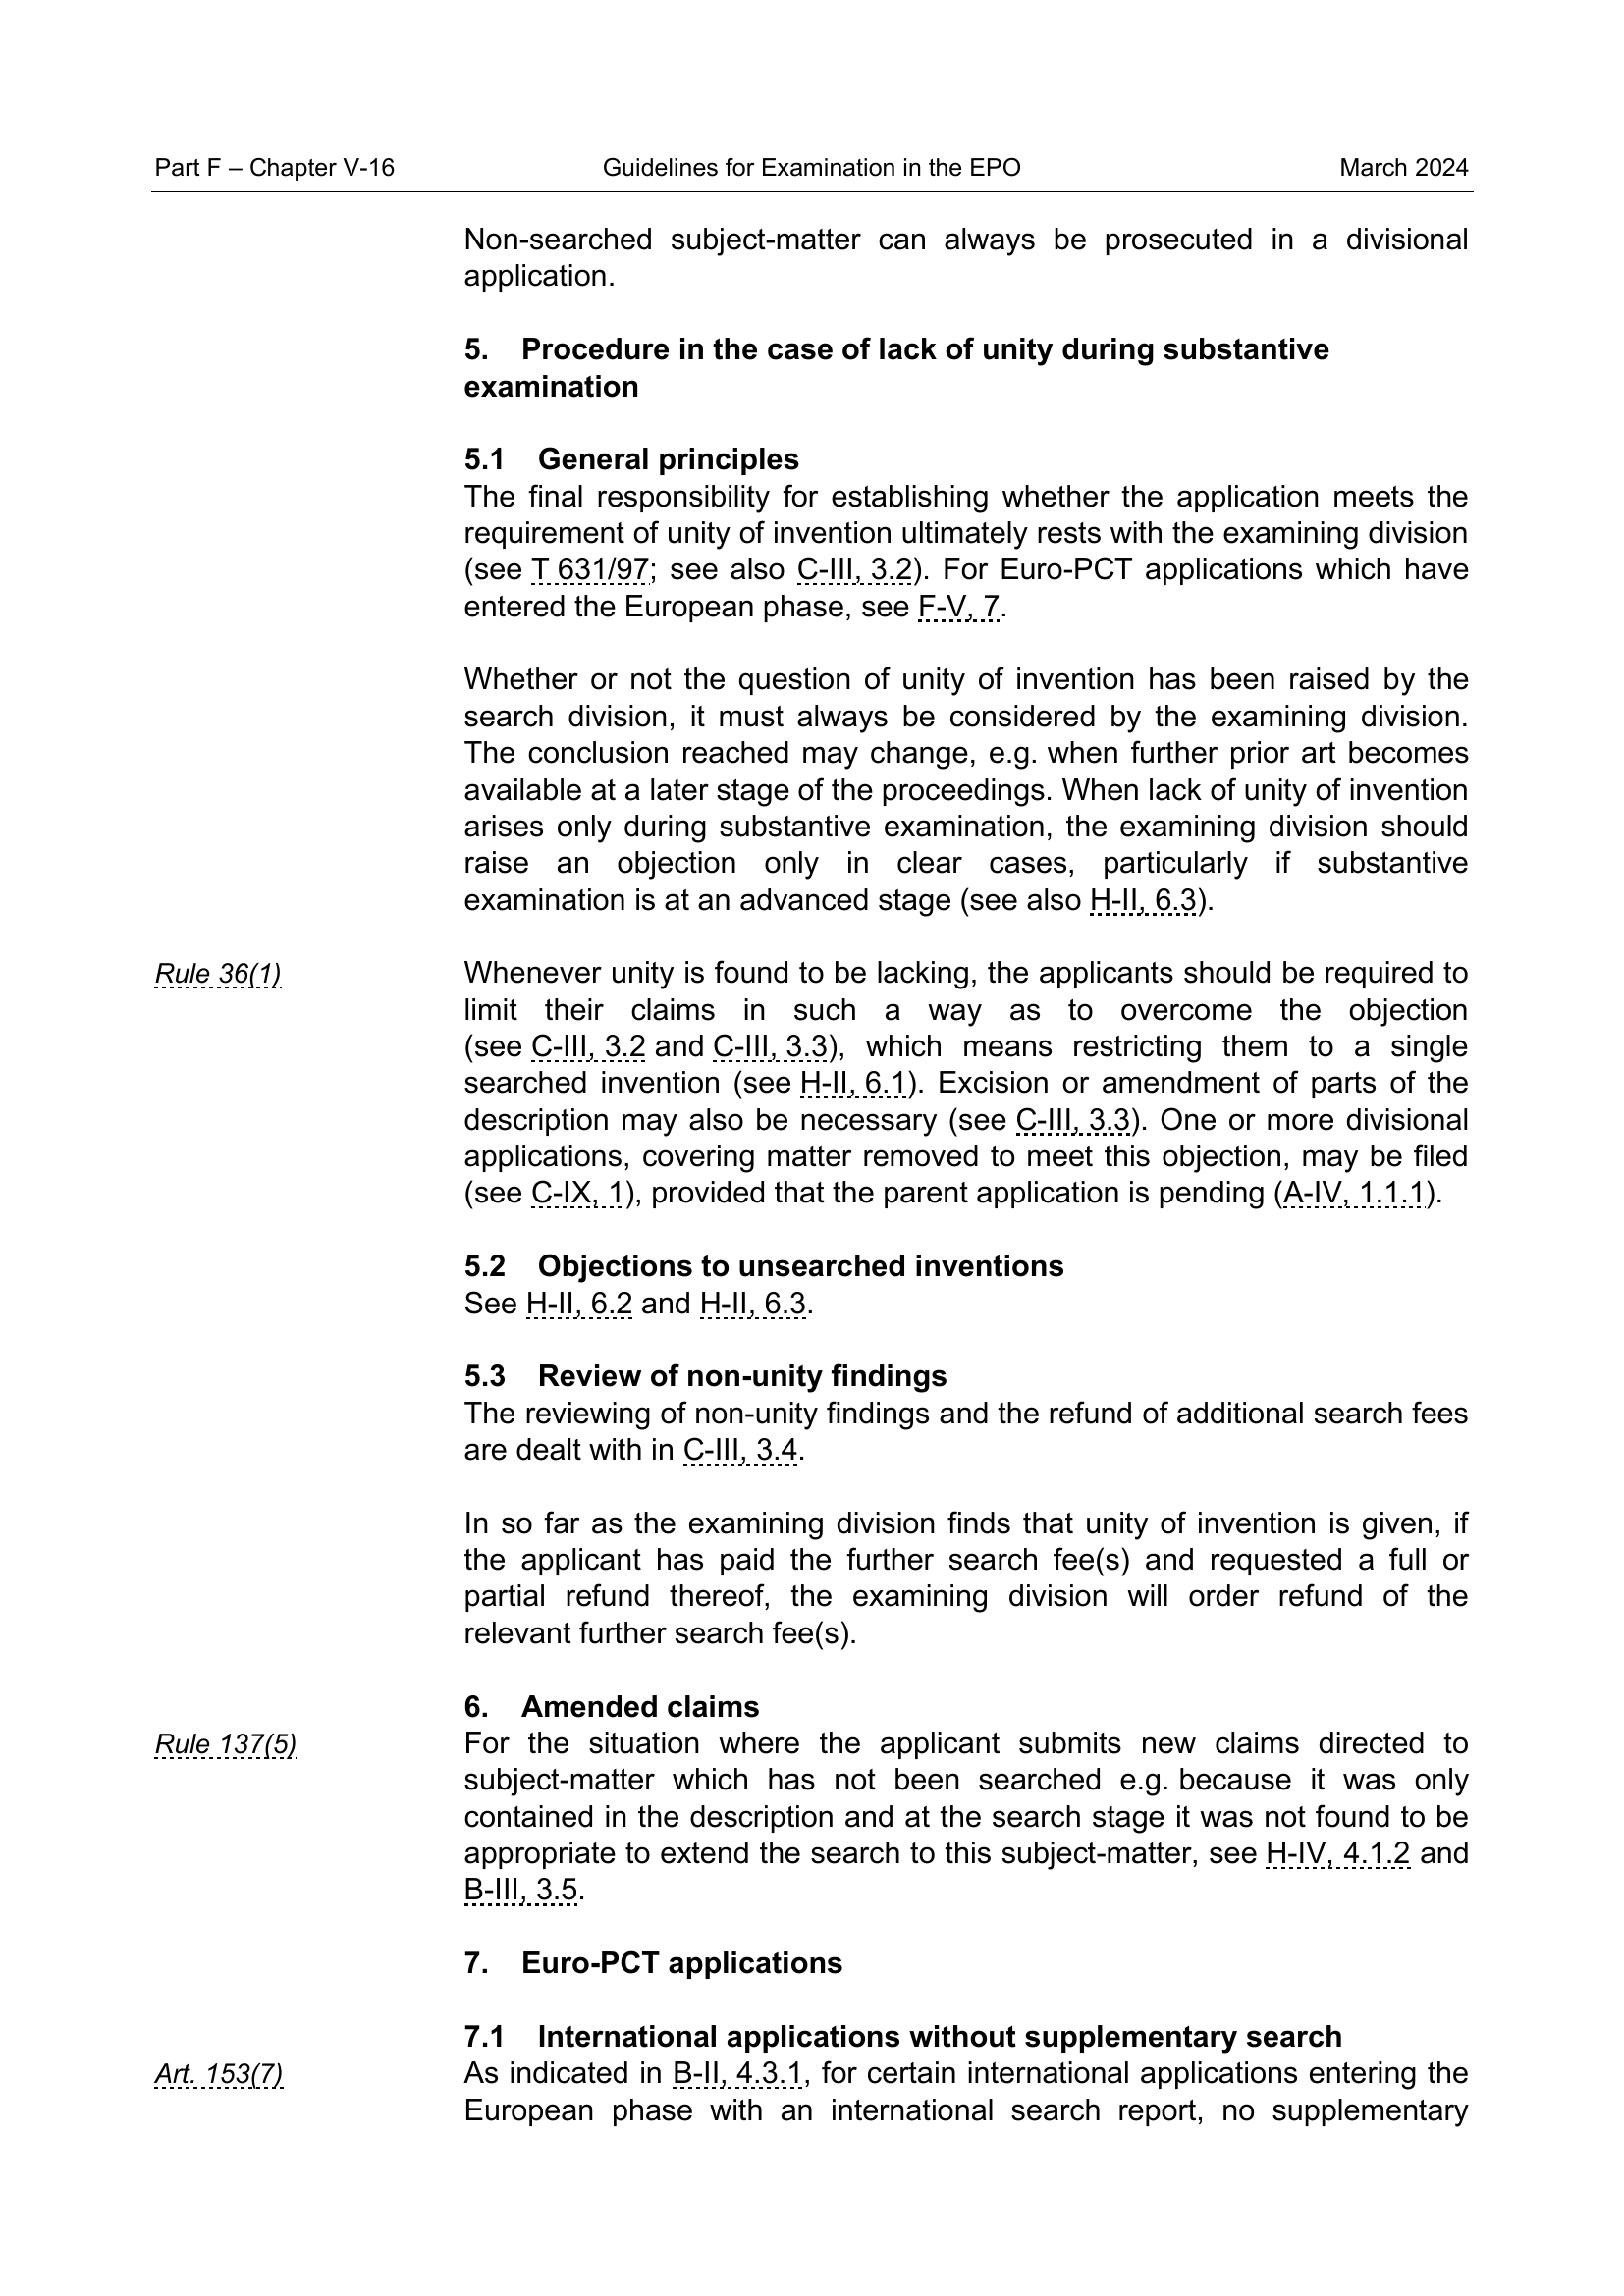 Part F – Chapter V-16 Guidelines for Examination in the EPO March 2024
Non-searched subject-matter can always be prosecuted in a divisional
application.
5. Procedure in the case of lack of unity during substantive
examination
5.1 General principles
The final responsibility for establishing whether the application meets the
requirement of unity of invention ultimately rests with the examining division
(see T 631/97; see also C-III, 3.2). For Euro-PCT applications which have
entered the European phase, see F-V, 7.
Whether or not the question of unity of invention has been raised by the
search division, it must always be considered by the examining division.
The conclusion reached may change, e.g. when further prior art becomes
available at a later stage of the proceedings. When lack of unity of invention
arises only during substantive examination, the examining division should
raise an objection only in clear cases, particularly if substantive
examination is at an advanced stage (see also H-II, 6.3).
Rule 36(1) Whenever unity is found to be lacking, the applicants should be required to
limit their claims in such a way as to overcome the objection
(see C-III, 3.2 and C-III, 3.3), which means restricting them to a single
searched invention (see H-II, 6.1). Excision or amendment of parts of the
description may also be necessary (see C-III, 3.3). One or more divisional
applications, covering matter removed to meet this objection, may be filed
(see C-IX, 1), provided that the parent application is pending (A-IV, 1.1.1).
5.2 Objections to unsearched inventions
See H-II, 6.2 and H-II, 6.3.
5.3 Review of non-unity findings
The reviewing of non-unity findings and the refund of additional search fees
are dealt with in C-III, 3.4.
In so far as the examining division finds that unity of invention is given, if
the applicant has paid the further search fee(s) and requested a full or
partial refund thereof, the examining division will order refund of the
relevant further search fee(s).
6. Amended claims
Rule 137(5) For the situation where the applicant submits new claims directed to
subject-matter which has not been searched e.g. because it was only
contained in the description and at the search stage it was not found to be
appropriate to extend the search to this subject-matter, see H-IV, 4.1.2 and
B-III, 3.5.
7. Euro-PCT applications
7.1 International applications without supplementary search
Art. 153(7) As indicated in B-II, 4.3.1, for certain international applications entering the
European phase with an international search report, no supplementary